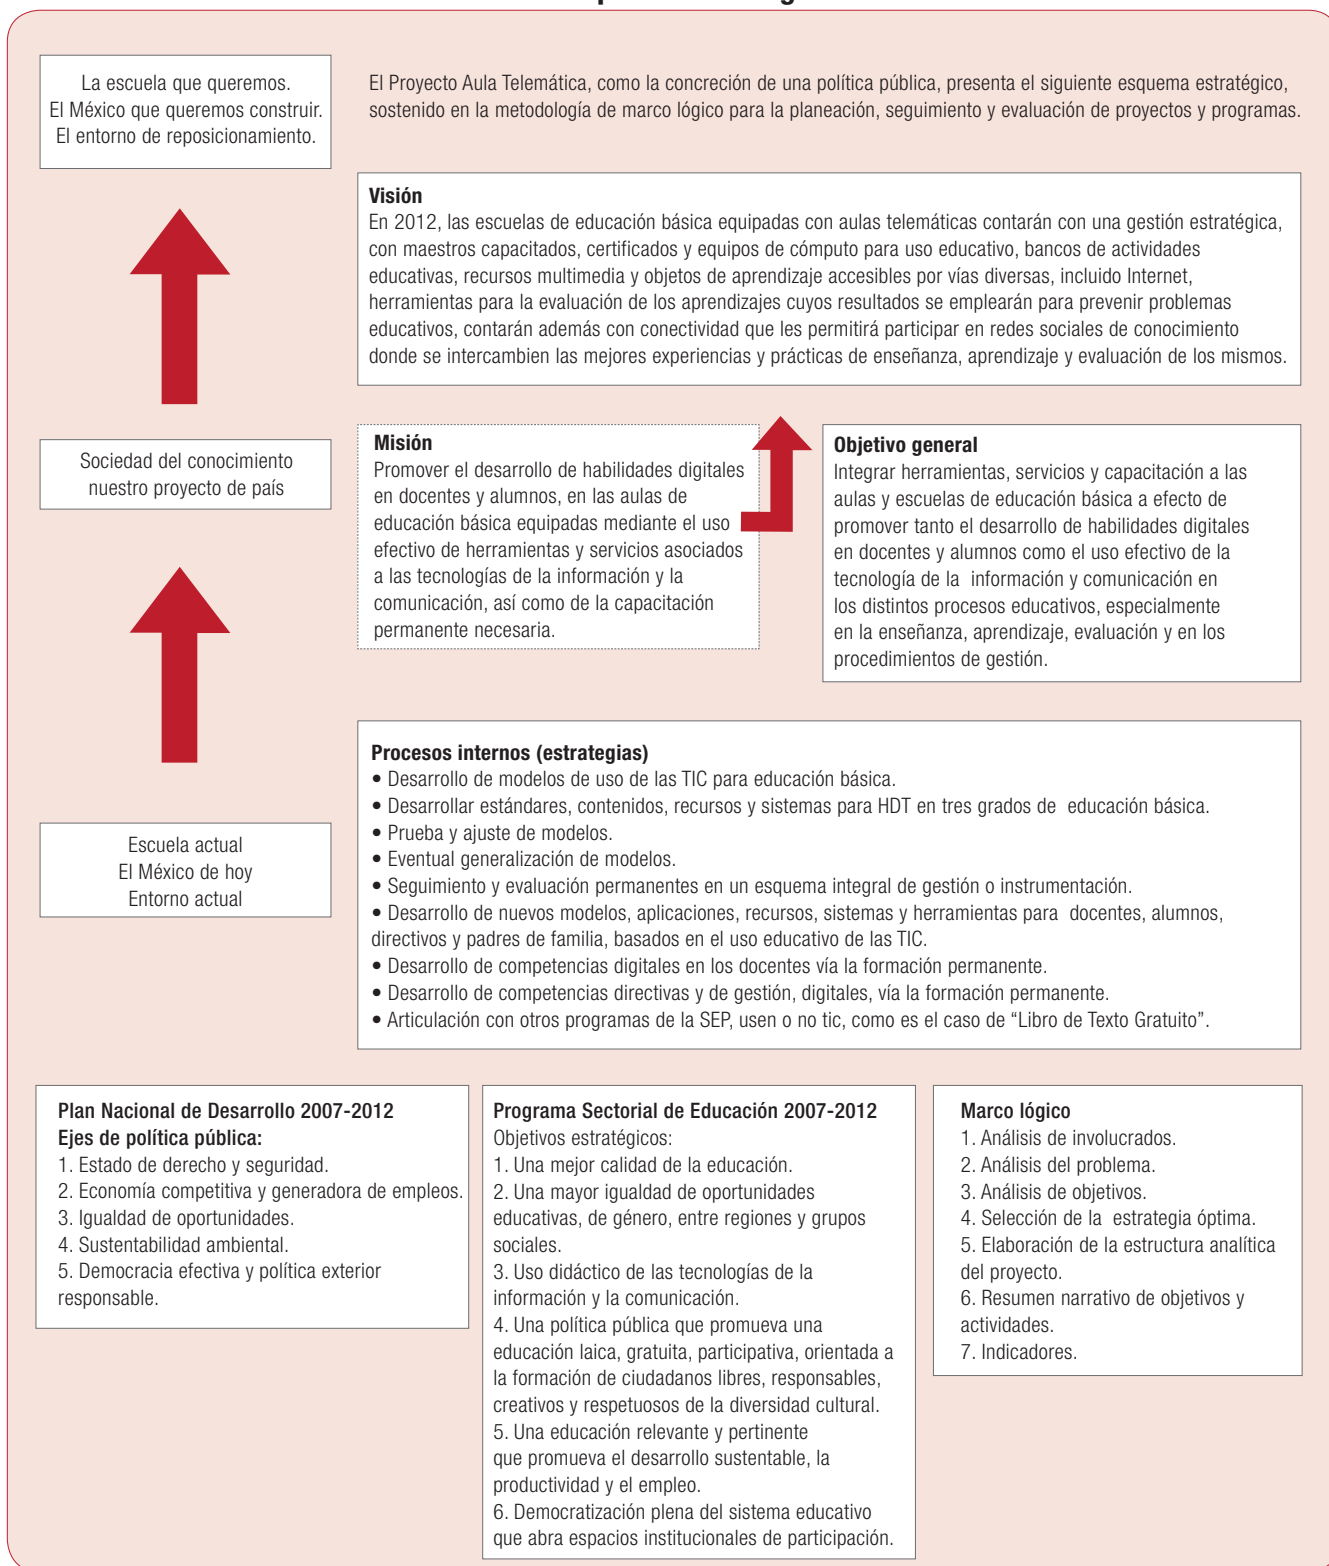 La escuela que queremos.
El México que queremos construir.
El entorno de reposicionamiento.
El Proyecto Aula Telemática, como la concreción de una política pública, presenta el siguiente esquema estratégico,
sostenido en la metodología de marco lógico para la planeación, seguimiento y evaluación de proyectos y programas.
Visión
En 2012, las escuelas de educación básica equipadas con aulas telemáticas contarán con una gestión estratégica,
con maestros capacitados, certificados y equipos de cómputo para uso educativo, bancos de actividades
educativas, recursos multimedia y objetos de aprendizaje accesibles por vías diversas, incluido Internet,
herramientas para la evaluación de los aprendizajes cuyos resultados se emplearán para prevenir problemas
educativos, contarán además con conectividad que les permitirá participar en redes sociales de conocimiento
donde se intercambien las mejores experiencias y prácticas de enseñanza, aprendizaje y evaluación de los mismos.
Sociedad del conocimiento
nuestro proyecto de país
Misión
Promover el desarrollo de habilidades digitales
en docentes y alumnos, en las aulas de
educación básica equipadas mediante el uso
efectivo de herramientas y servicios asociados
a las tecnologías de la información y la
comunicación, así como de la capacitación
permanente necesaria.
Objetivo general
Integrar herramientas, servicios y capacitación a las
aulas y escuelas de educación básica a efecto de
promover tanto el desarrollo de habilidades digitales
en docentes y alumnos como el uso efectivo de la
tecnología de la información y comunicación en
los distintos procesos educativos, especialmente
en la enseñanza, aprendizaje, evaluación y en los
procedimientos de gestión.
Escuela actual
El México de hoy
Entorno actual
Procesos internos (estrategias)
• Desarrollo de modelos de uso de las TIC para educación básica.
• Desarrollar estándares, contenidos, recursos y sistemas para HDT en tres grados de educación básica.
• Prueba y ajuste de modelos.
• Eventual generalización de modelos.
• Seguimiento y evaluación permanentes en un esquema integral de gestión o instrumentación.
• Desarrollo de nuevos modelos, aplicaciones, recursos, sistemas y herramientas para docentes, alumnos,
directivos y padres de familia, basados en el uso educativo de las TIC.
• Desarrollo de competencias digitales en los docentes vía la formación permanente.
• Desarrollo de competencias directivas y de gestión, digitales, vía la formación permanente.
• Articulación con otros programas de la SEP, usen o no tic, como es el caso de “Libro de Texto Gratuito”.
Plan Nacional de Desarrollo 2007-2012
Ejes de política pública:
1. Estado de derecho y seguridad.
2. Economía competitiva y generadora de empleos.
3. Igualdad de oportunidades.
4. Sustentabilidad ambiental.
5. Democracia efectiva y política exterior
responsable.
Programa Sectorial de Educación 2007-2012
Objetivos estratégicos:
1. Una mejor calidad de la educación.
2. Una mayor igualdad de oportunidades
educativas, de género, entre regiones y grupos
sociales.
3. Uso didáctico de las tecnologías de la
información y la comunicación.
4. Una política pública que promueva una
educación laica, gratuita, participativa, orientada a
la formación de ciudadanos libres, responsables,
creativos y respetuosos de la diversidad cultural.
5. Una educación relevante y pertinente
que promueva el desarrollo sustentable, la
productividad y el empleo.
6. Democratización plena del sistema educativo
que abra espacios institucionales de participación.
Marco lógico
1. Análisis de involucrados.
2. Análisis del problema.
3. Análisis de objetivos.
4. Selección de la estrategia óptima.
5. Elaboración de la estructura analítica
del proyecto.
6. Resumen narrativo de objetivos y
actividades.
7. Indicadores.